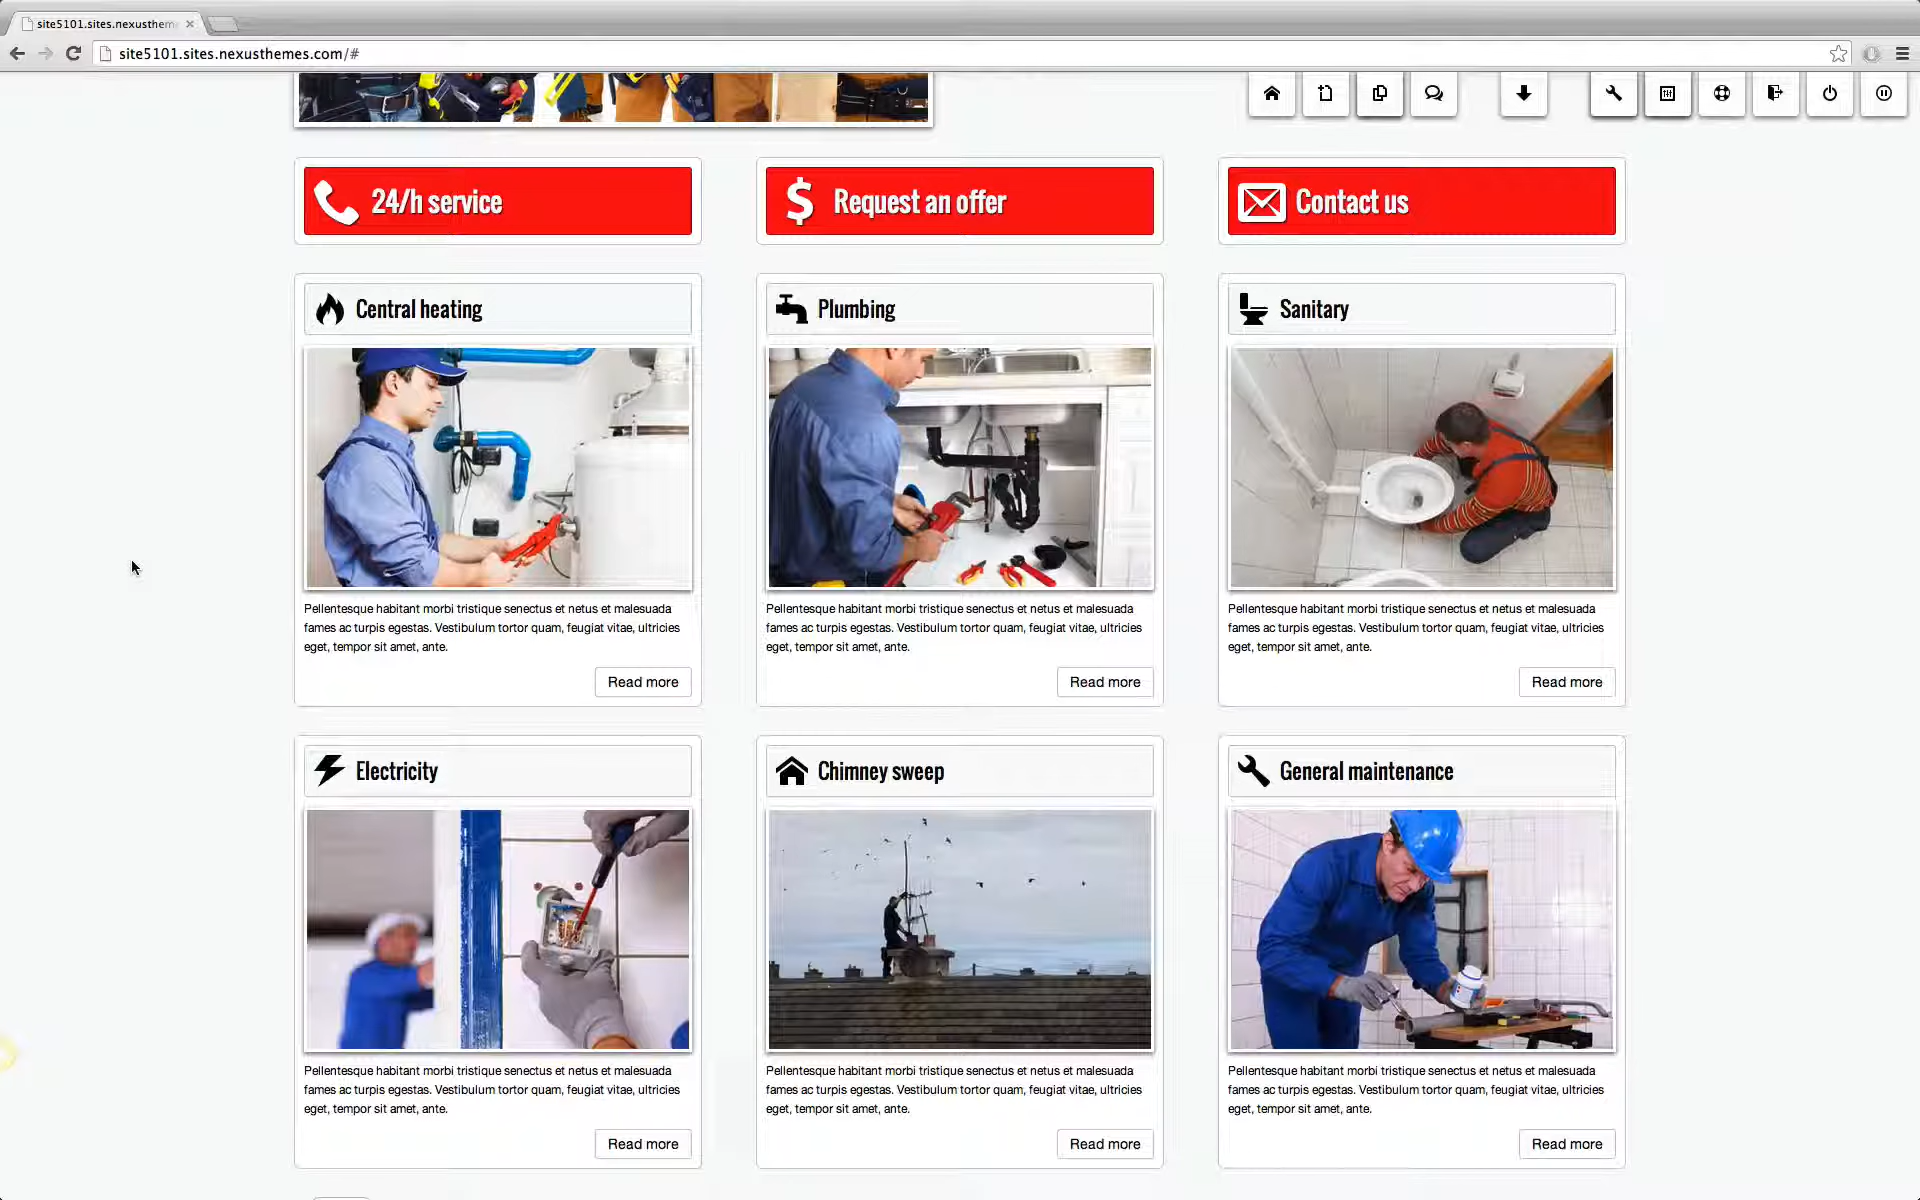 site5101.sites.nexusthem
site5101.sites.nexusthemes.com/#
24/h service
Request an offer
Contact us
Central heating
Plumbing
Sanitary
Pellentesque habitant morbi tristique senectus et netus et malesuada
fames ac turpis egestas. Vestibulum tortor quam, feugiat vitae, ultricies
eget, tempor sit amet, ante.
Read more
Pellentesque habitant morbi tristique senectus et netus et malesuada
fames ac turpis egestas. Vestibulum tortor quam, feugiat vitae, ultricies
eget, tempor sit amet, ante.
Read more
Pellentesque habitant morbi tristique senectus et netus et malesuada
fames ac turpis egestas. Vestibulum tortor quam, feugiat vitae, ultricies
eget, tempor sit amet, ante.
Read more
Electricity
Chimney sweep
General maintenance
Pellentesque habitant morbi tristique senectus et netus et malesuada
fames ac turpis egestas. Vestibulum tortor quam, feugiat vitae, ultricies
eget, tempor sit amet, ante.
Read more
Pellentesque habitant morbi tristique senectus et netus et malesuada
fames ac turpis egestas. Vestibulum tortor quam, feugiat vitae, ultricies
eget, tempor sit amet, ante.
Read more
Pellentesque habitant morbi tristique senectus et netus et malesuada
fames ac turpis egestas. Vestibulum tortor quam, feugiat vitae, ultricies
eget, tempor sit amet, ante.
Read more